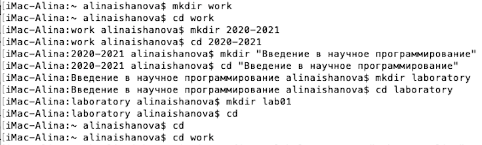 [iMac-Alina:~ alinaishanova$ mkdir work
[iMac-Alina:~ alinaishanova$ cd work
[iMac-Alina:work alinaishanova$ mkdir 2020-2021
[iMac-Alina:work alinaishanova$ cd 2020-2021
[iMac-Alina:2020-2021 alinaishanova$ mkdir "Введение в научное программирование"
[iMac-Alina:2020-2021 alinaishanova$ cd "Введение в научное программирование"
[iMac-Alina:Введение в научное программирование alinaishanova$ mkdir laboratory
[iMac-Alina:Введение в научное программирование alinaishanova$ cd laboratory
[iMac-Alina:laboratory alinaishanova$ mkdir lab01
[iMac-Alina:laboratory alinaishanova$ cd
[iMac-Alina:~ alinaishanova$ cd
[iMac-Alina:~ alinaishanova$ cd work